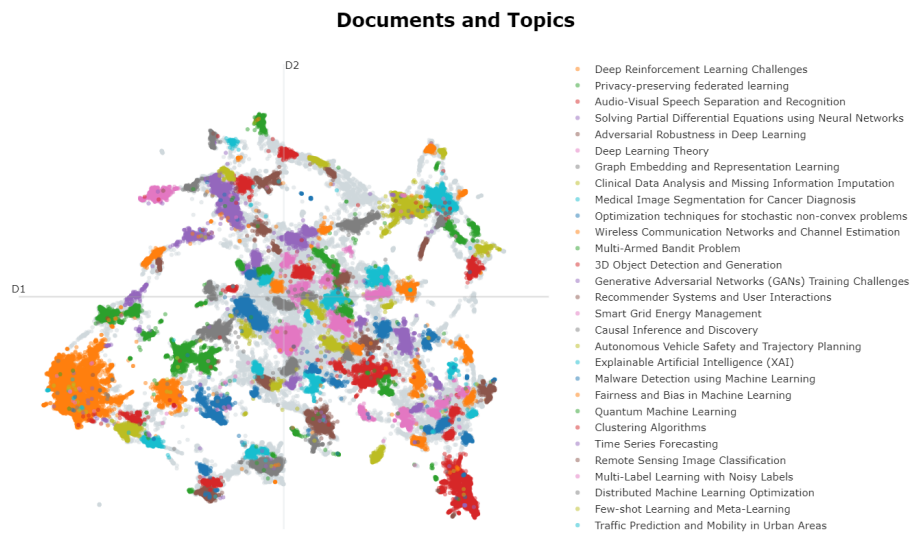 Documents and Topics
D2
D1
Deep Reinforcement Learning Challenges
Privacy-preserving federated learning
Audio-Visual Speech Separation and Recognition
Solving Partial Differential Equations using Neural Networks
Adversarial Robustness in Deep Learning
Deep Learning Theory
Graph Embedding and Representation Learning
Clinical Data Analysis and Missing Information Imputation
Medical Image Segmentation for Cancer Diagnosis
Optimization techniques for stochastic non-convex problems
Wireless Communication Networks and Channel Estimation
Multi-Armed Bandit Problem
3D Object Detection and Generation
Generative Adversarial Networks (GANs) Training Challenges
Recommender Systems and User Interactions
Smart Grid Energy Management
Causal Inference and Discovery
Autonomous Vehicle Safety and Trajectory Planning
Explainable Artificial Intelligence (XAI)
Malware Detection using Machine Learning
Fairness and Bias in Machine Learning
Quantum Machine Learning
Clustering Algorithms
Time Series Forecasting
Remote Sensing Image Classification
Multi-Label Learning with Noisy Labels
Distributed Machine Learning Optimization
Few-shot Learning and Meta-Learning
Traffic Prediction and Mobility in Urban Areas